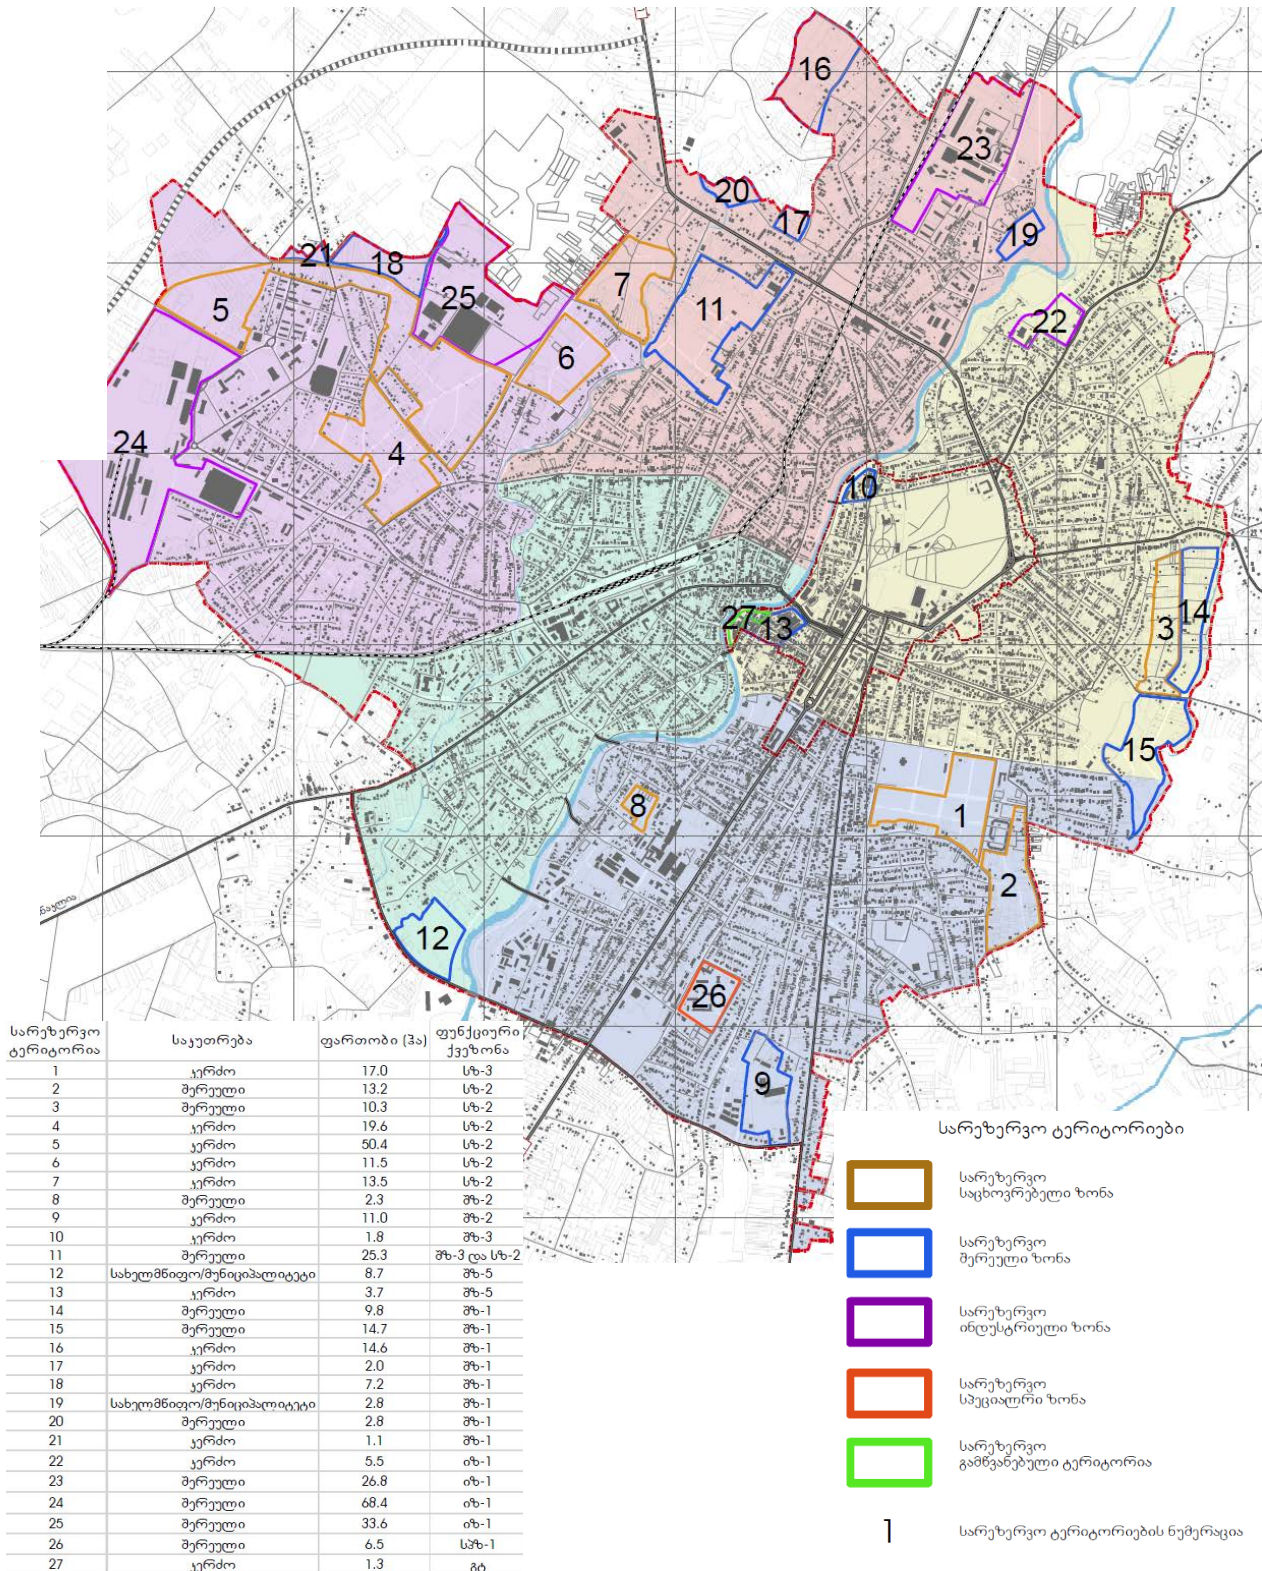 16
23
20
17
19
21
18
25
5
7
11
22
6
24
4
10
3
14
27
13
15
8
1
2
12
26
9
სარეზერვო ტერიტორია საკუთრება ფართობი (ჰა) ფუნქციური ქვეზონა
1 კერძო 17.0 სზ-3
2 შერეული 13.2 სზ-2
3 შერეული 10.3 სზ-2
4 კერძო 19.6 სზ-2
5 კერძო 50.4 სზ-2
6 კერძო 11.5 სზ-2
7 კერძო 13.5 სზ-2
8 შერეული 2.3 შზ-2
9 კერძო 11.0 შზ-2
10 კერძო 1.8 შზ-3
11 შერეული 25.3 შზ-3 და სზ-2
12 სახელმწიფო/მუნიციპალიტეტი 8.7 შზ-5
13 კერძო 3.7 შზ-5
14 შერეული 9.8 შზ-1
15 შერეული 14.7 შზ-1
16 კერძო 14.6 შზ-1
17 კერძო 2.0 შზ-1
18 კერძო 7.2 შზ-1
19 სახელმწიფო/მუნიციპალიტეტი 2.8 შზ-1
20 შერეული 2.8 შზ-1
21 კერძო 1.1 შზ-1
22 კერძო 5.5 იზ-1
23 შერეული 26.8 იზ-1
24 შერეული 68.4 იზ-1
25 შერეული 33.6 იზ-1
26 შერეული 6.5 სპზ-1
27 კერძო 1.3 გტ
სარეზერვო ტერიტორიები
სარეზერვო
საცხოვრებელი ზონა
სარეზერვო
შერეული ზონა
სარეზერვო
ინდუსტრიული ზონა
სარეზერვო
სპეციალრი ზონა
სარეზერვო
გამწვანებული ტერიტორია
1 სარეზერვო ტერიტორიების ნუმერაცია